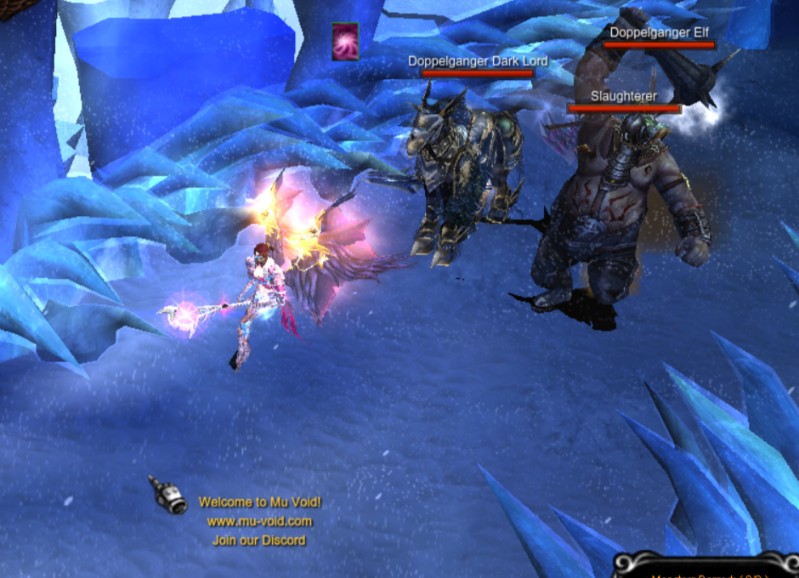 Doppelganger Elf
Doppelganger Dark Lord
Slaughterer
Welcome to Mu Void!
www.mu-void.com
Join our Discord